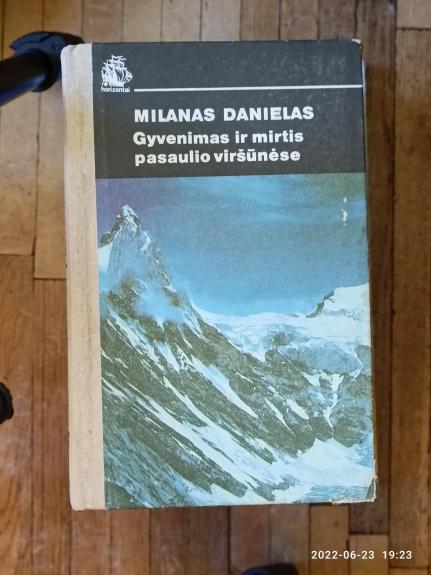 horizontai
MILANAS DANIELAS
Gyvenimas ir mirtis
pasaulio viršūnėse
2022-06-23 19:23